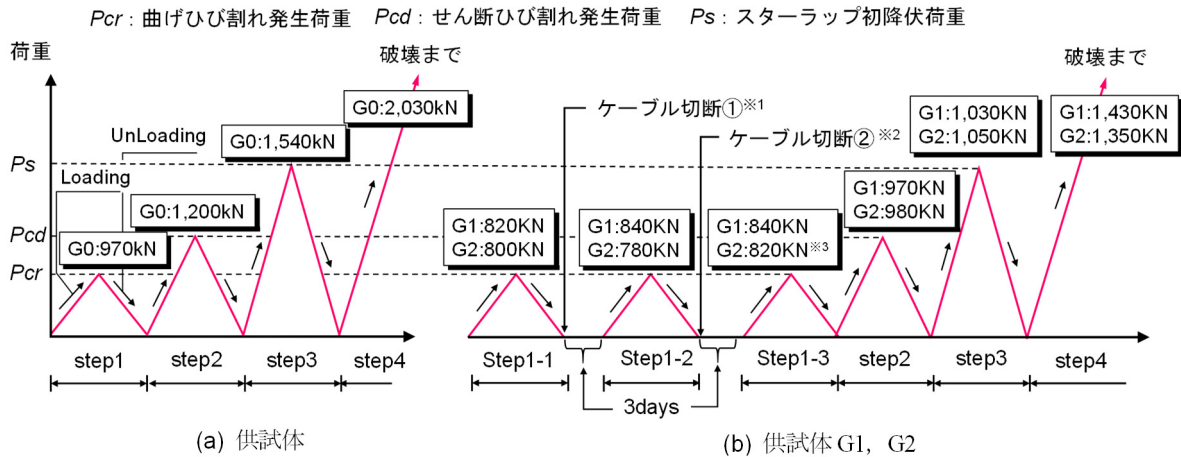 Pcr：曲げひび割れ発生荷重 Pcd：せん断ひび割れ発生荷重 Ps：スターラップ初降伏荷重
荷重
破壊まで
G0:2,030kN
UnLoading
G0:1,540kN
Ps
Loading
G0:1,200kN
Pcd
G0:970kN
Pcr
step1
step2
step3
step4
(a) 供試体
ケーブル切断①※1
ケーブル切断②※2
破壊まで
G1:1,030KN
G2:1,050KN
G1:1,430KN
G2:1,350KN
G1:970KN
G2:980KN
G1:820KN
G2:800KN
G1:840KN
G2:780KN
G1:840KN
G2:820KN※3
Step1-1
Step1-2
Step1-3
step2
step3
step4
3days
(b) 供試体 G1，G2